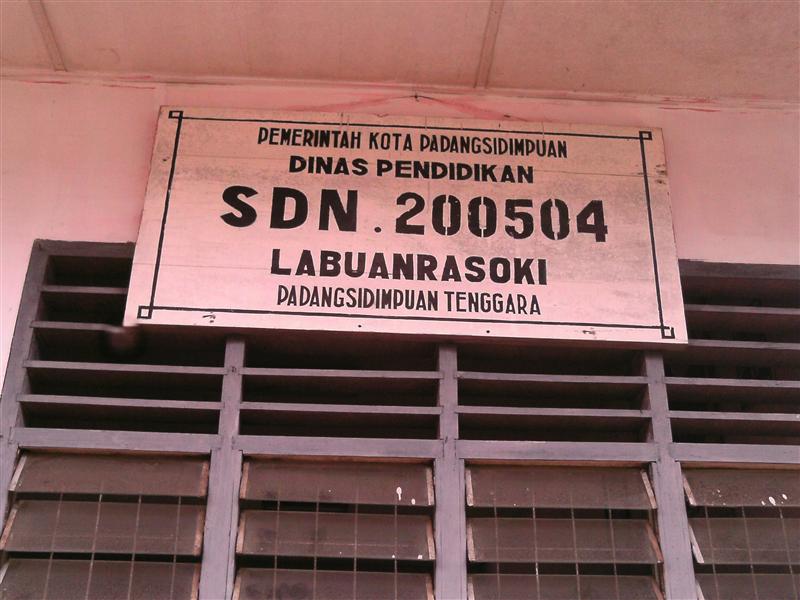 PEMERINTAH KOTA PADANGSIDIMPUAN
DINAS PENDIDIKAN
SDN. 200504
LABUANRASOKI
PADANGSIDIMPUAN TENGGARA